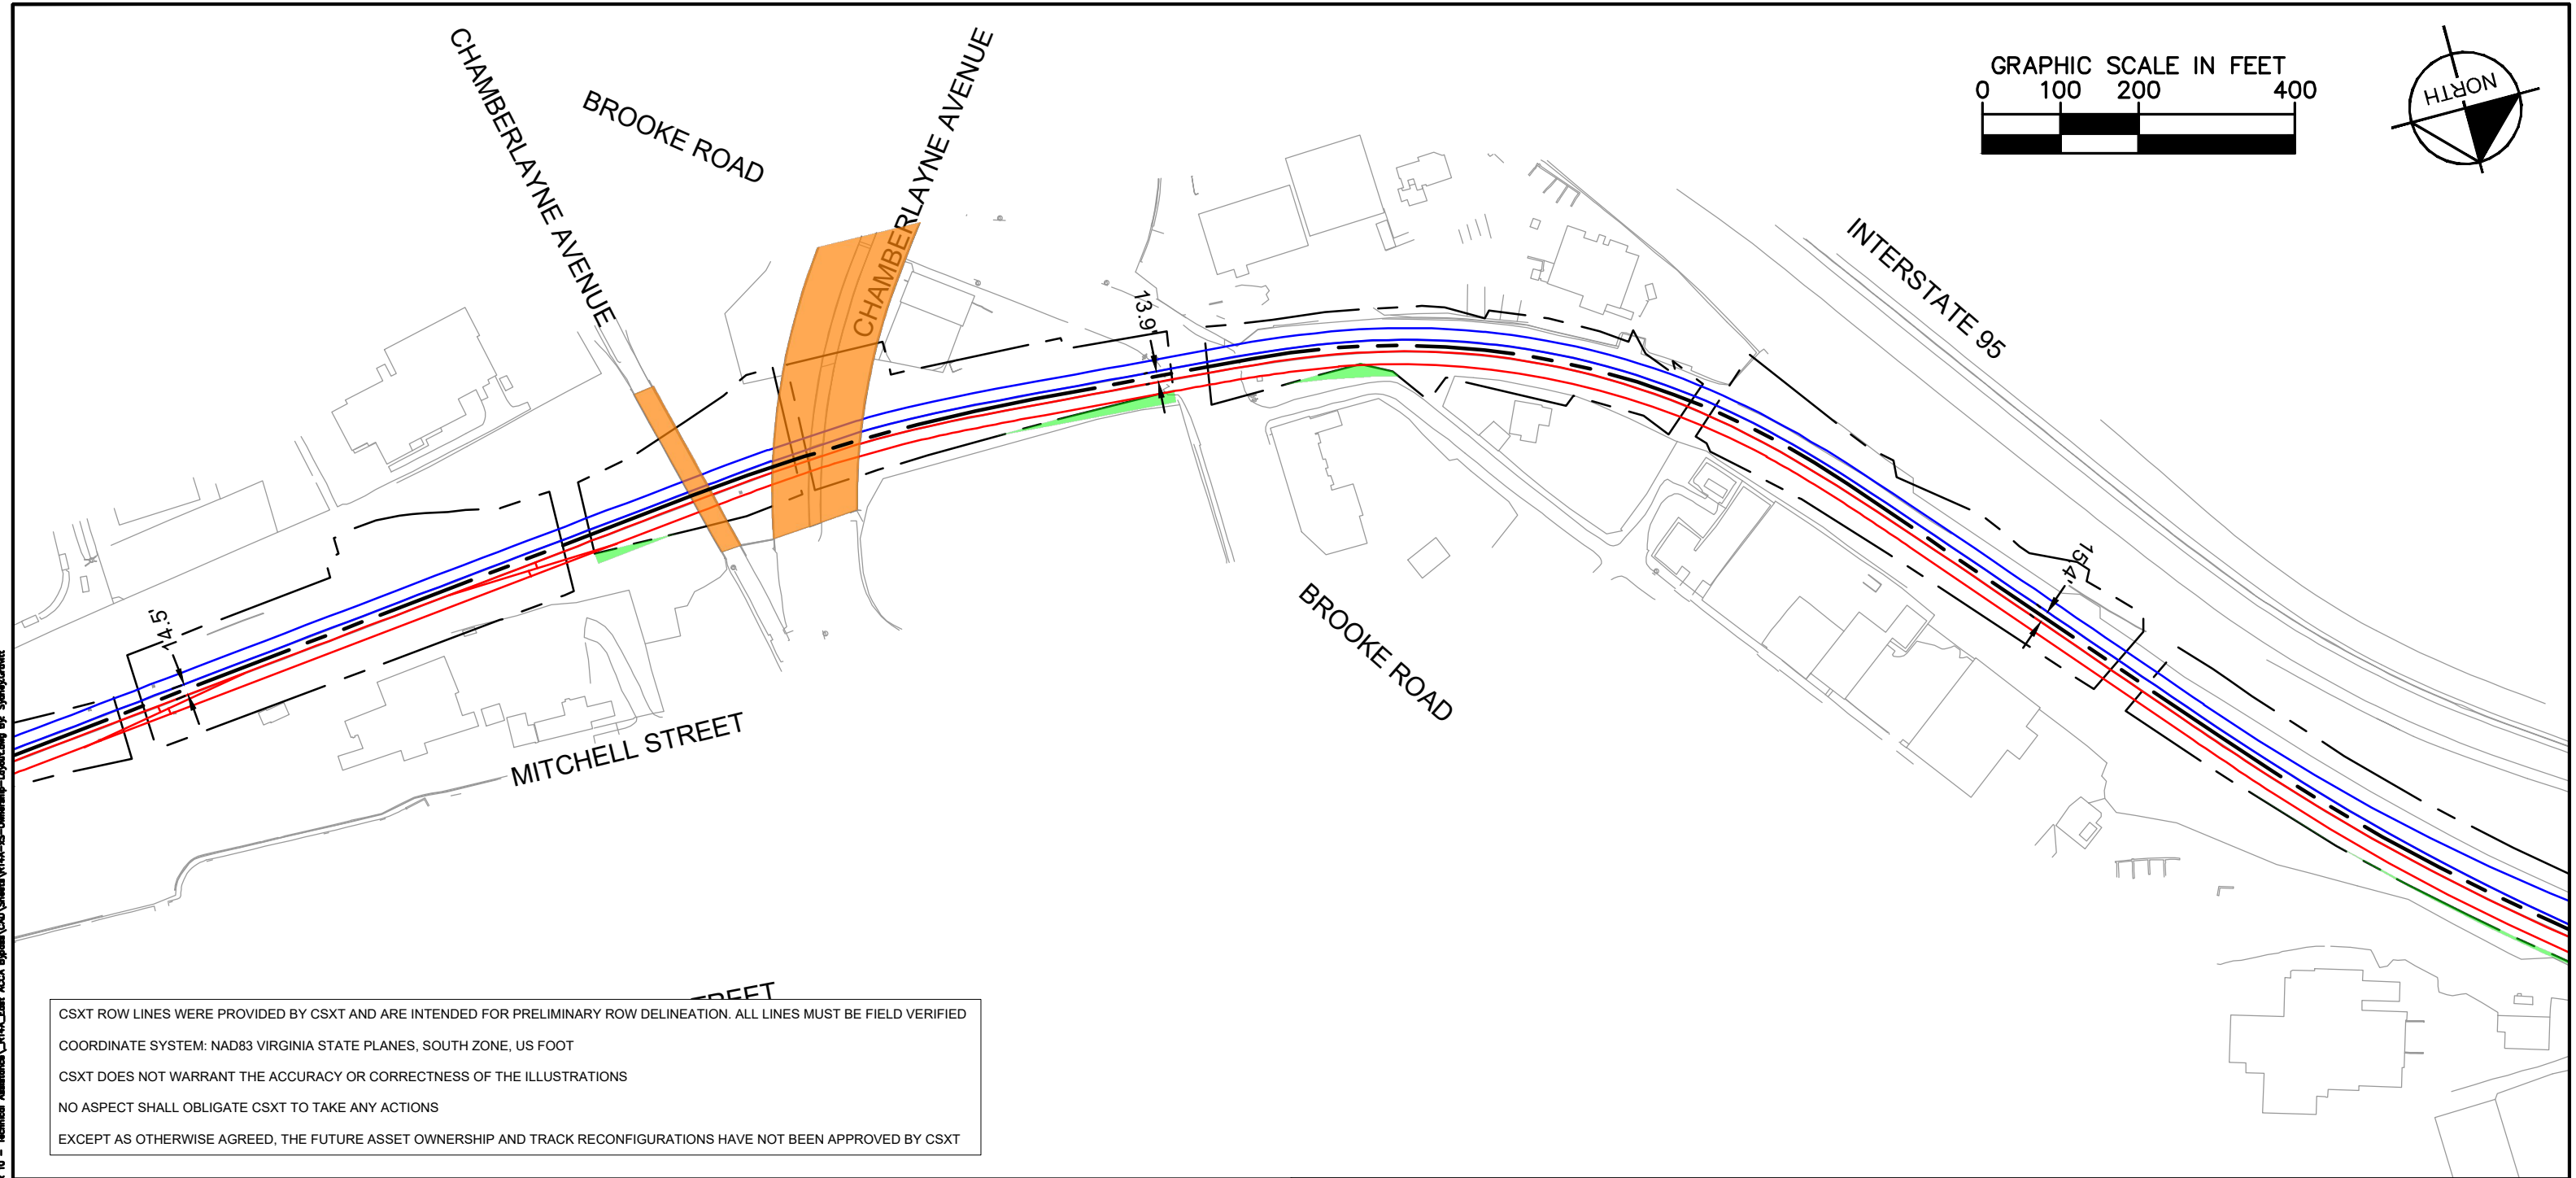 GRAPHIC SCALE IN FEET
0 100 200 400
NORTH
CHAMBERLAYNE AVENUE
BROOKE ROAD
CHAMBERLAYNE AVENUE
INTERSTATE 95
13.9'
15.4'
14.5'
BROOKE ROAD
MITCHELL STREET
CSXT ROW LINES WERE PROVIDED BY CSXT AND ARE INTENDED FOR PRELIMINARY ROW DELINEATION. ALL LINES MUST BE FIELD VERIFIED
COORDINATE SYSTEM: NAD83 VIRGINIA STATE PLANES, SOUTH ZONE, US FOOT
CSXT DOES NOT WARRANT THE ACCURACY OR CORRECTNESS OF THE ILLUSTRATIONS
NO ASPECT SHALL OBLIGATE CSXT TO TAKE ANY ACTIONS
EXCEPT AS OTHERWISE AGREED, THE FUTURE ASSET OWNERSHIP AND TRACK RECONFIGURATIONS HAVE NOT BEEN APPROVED BY CSXT